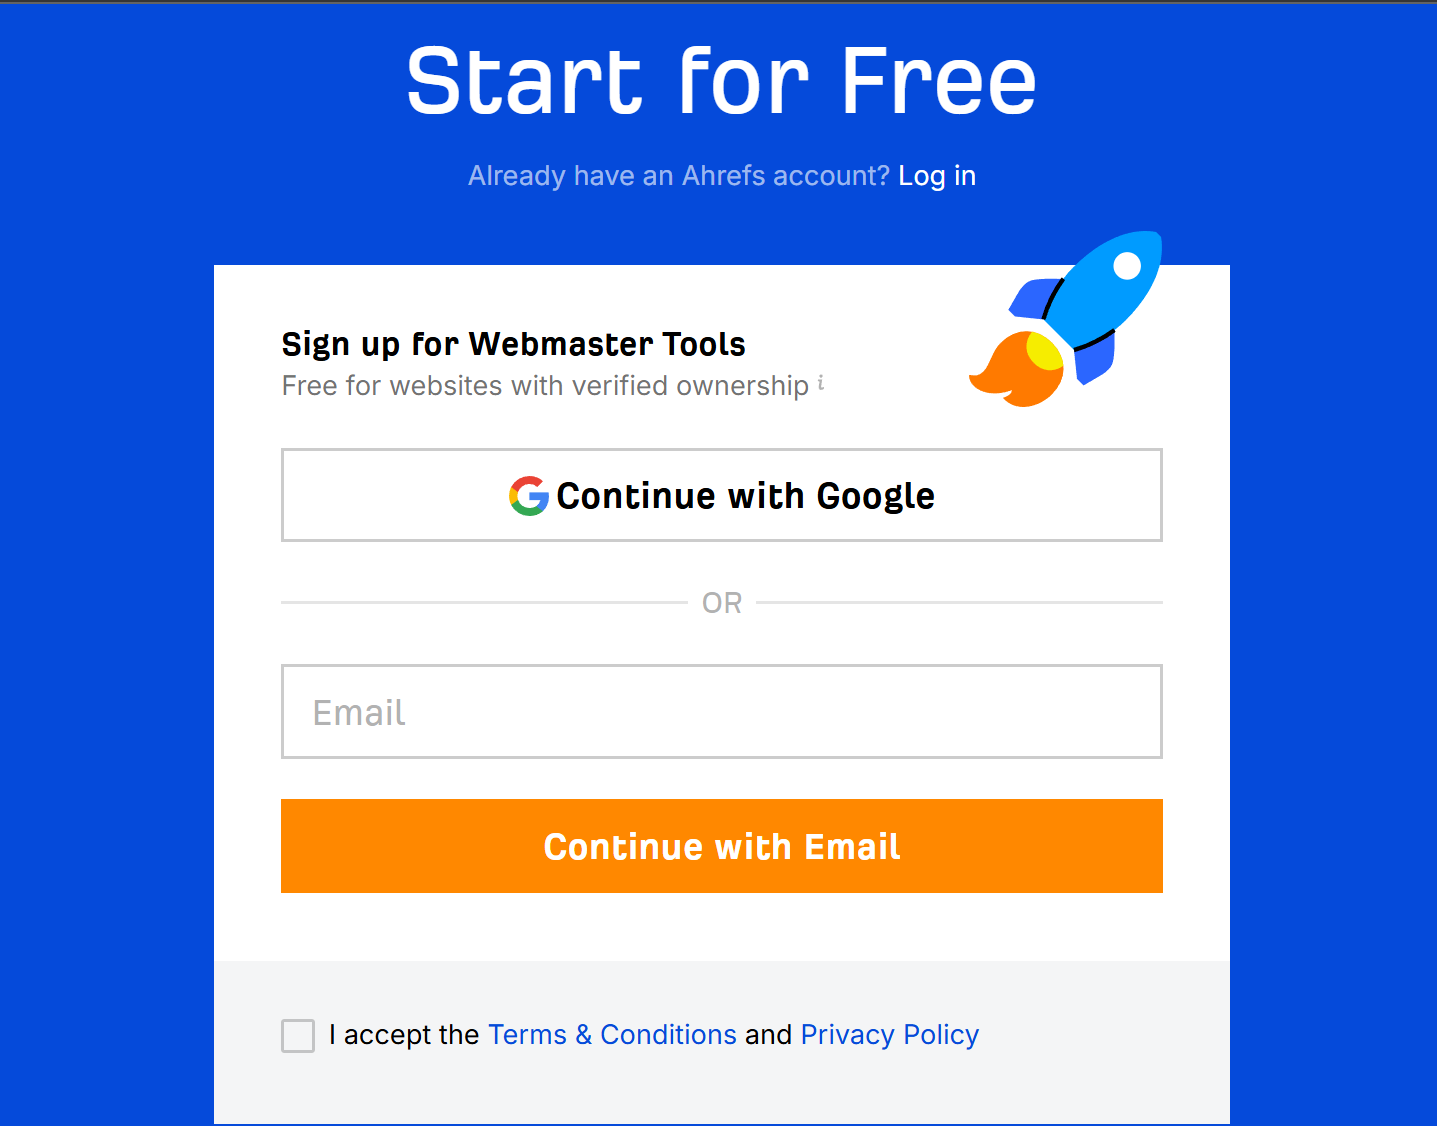 Start for Free
Already have an Ahrefs account? Log in
Sign up for Webmaster Tools
Free for websites with verified ownership i
Continue with Google
OR
Email
Continue with Email
I accept the Terms & Conditions and Privacy Policy